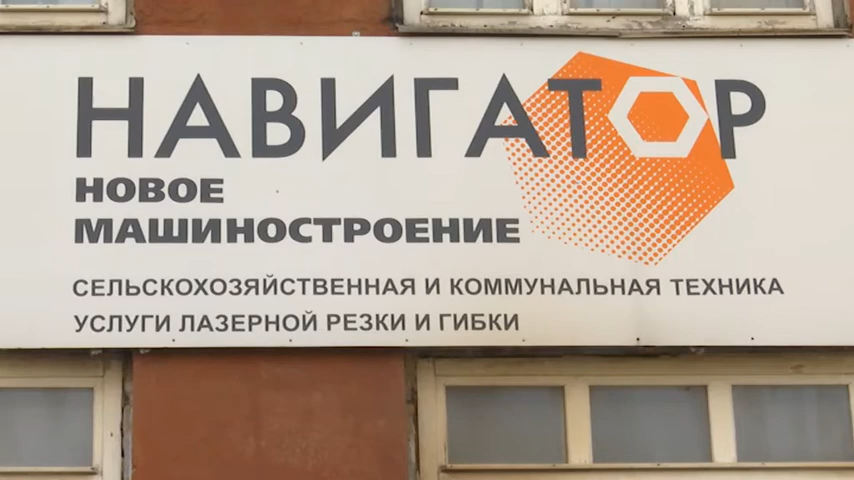 НАВИГАТОР
НОВОЕ
МАШИНОСТРОЕНИЕ
СЕЛЬСКОХОЗЯЙСТВЕННАЯ И КОММУНАЛЬНАЯ ТЕХНИКА
УСЛУГИ ЛАЗЕРНОЙ РЕЗКИ И ГИБКИ